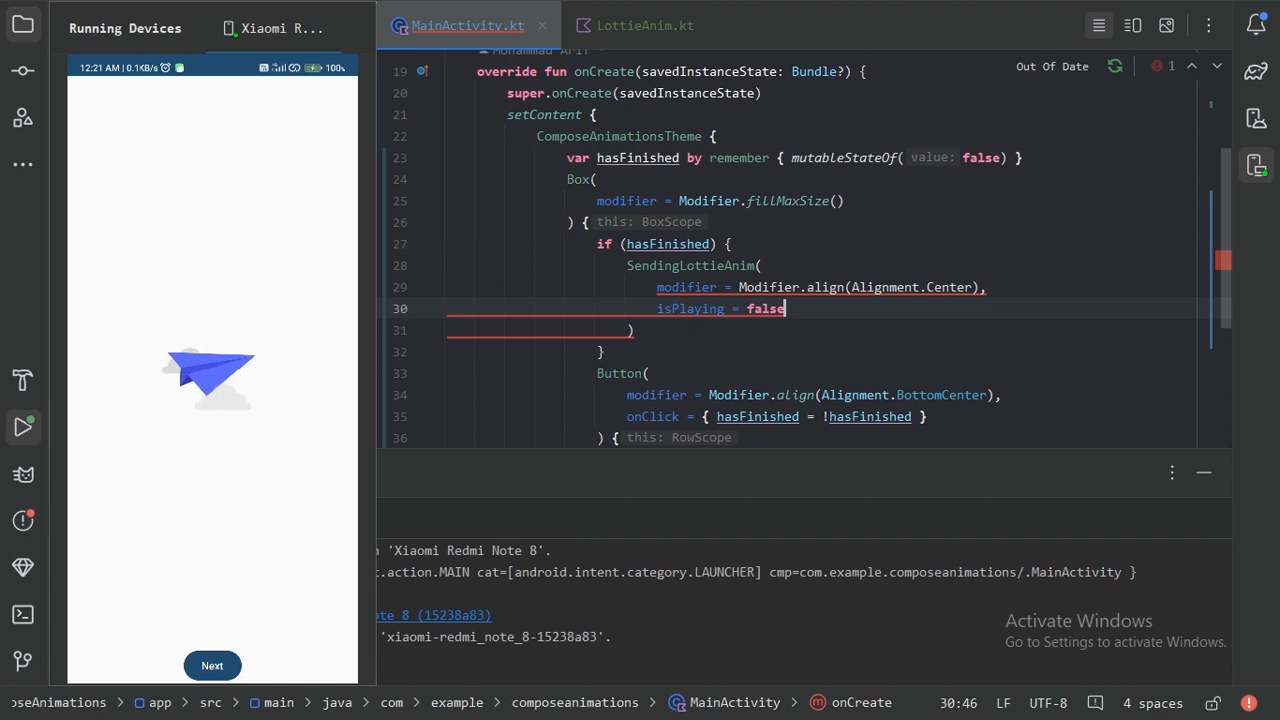 Running Devices
Xiaomi R...
MainActivity.kt
LottieAnim.kt
12:21 AM | 0.1KB/s
100%
Next
Out Of Date
1
19 override fun onCreate(savedInstanceState: Bundle?) {
20 super.onCreate(savedInstanceState)
21 setContent {
22 ComposeAnimationsTheme {
23 var hasFinished by remember { mutableStateOf( value: false) }
24 Box(
25 modifier = Modifier.fillMaxSize()
26 ) { this: BoxScope
27 if (hasFinished) {
28 SendingLottieAnim(
29 modifier = Modifier.align(Alignment.Center),
30 isPlaying = false
31 )
32 }
33 Button(
34 modifier = Modifier.align(Alignment.BottomCenter),
35 onClick = { hasFinished = !hasFinished }
36 ) { this: RowScope
'Xiaomi Redmi Note 8'.
t.action.MAIN cat=[android.intent.category.LAUNCHER] cmp=com.example.composeanimations/.MainActivity }
ote 8 (15238a83)
'xiaomi-redmi_note_8-15238a83'.
Activate Windows
Go to Settings to activate Windows.
oseAnimations > app > src > main > java > com > example > composeanimations > MainActivity > onCreate
30:46 LF UTF-8 4 spaces